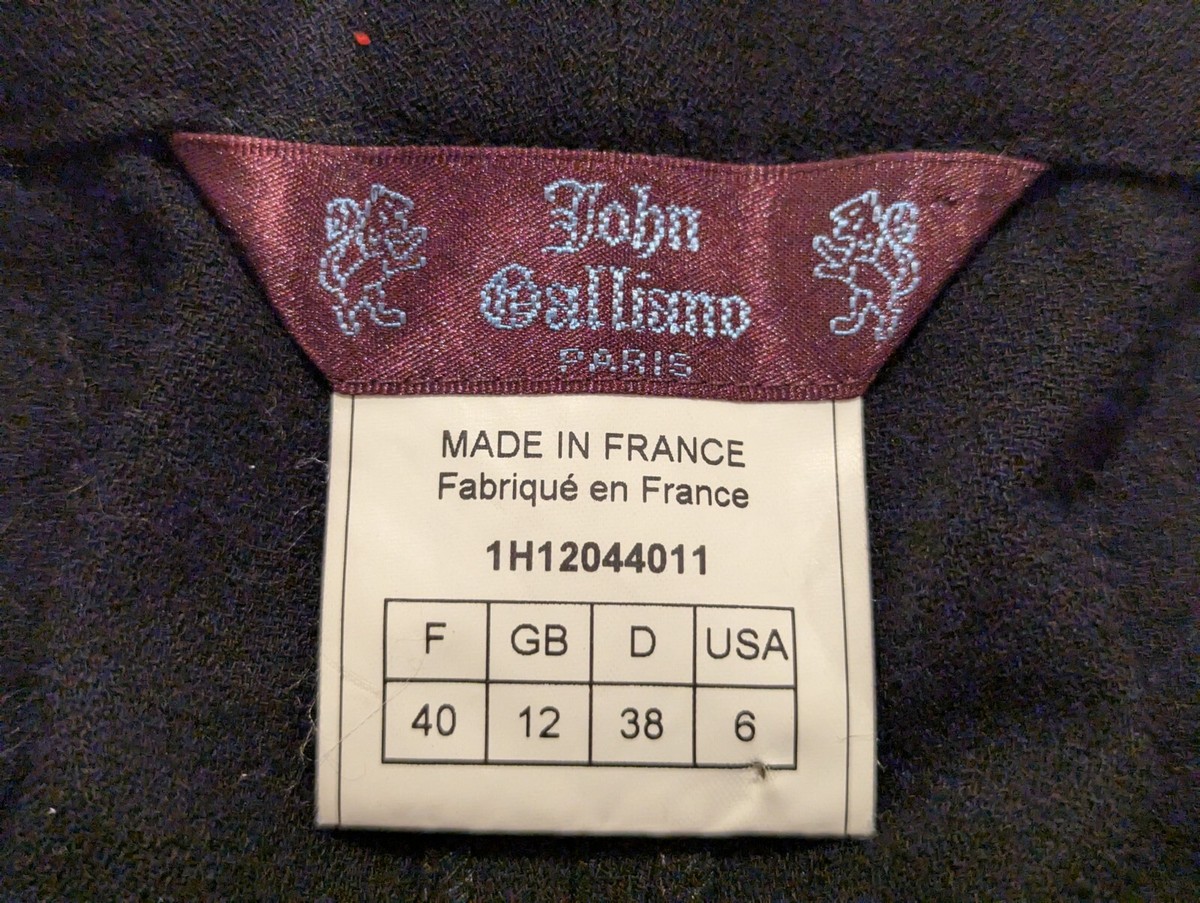 John
Galliano
PARIS
MADE IN FRANCE
Fabriqué en France
1H12044011
F GB D USA
40 12 38 6